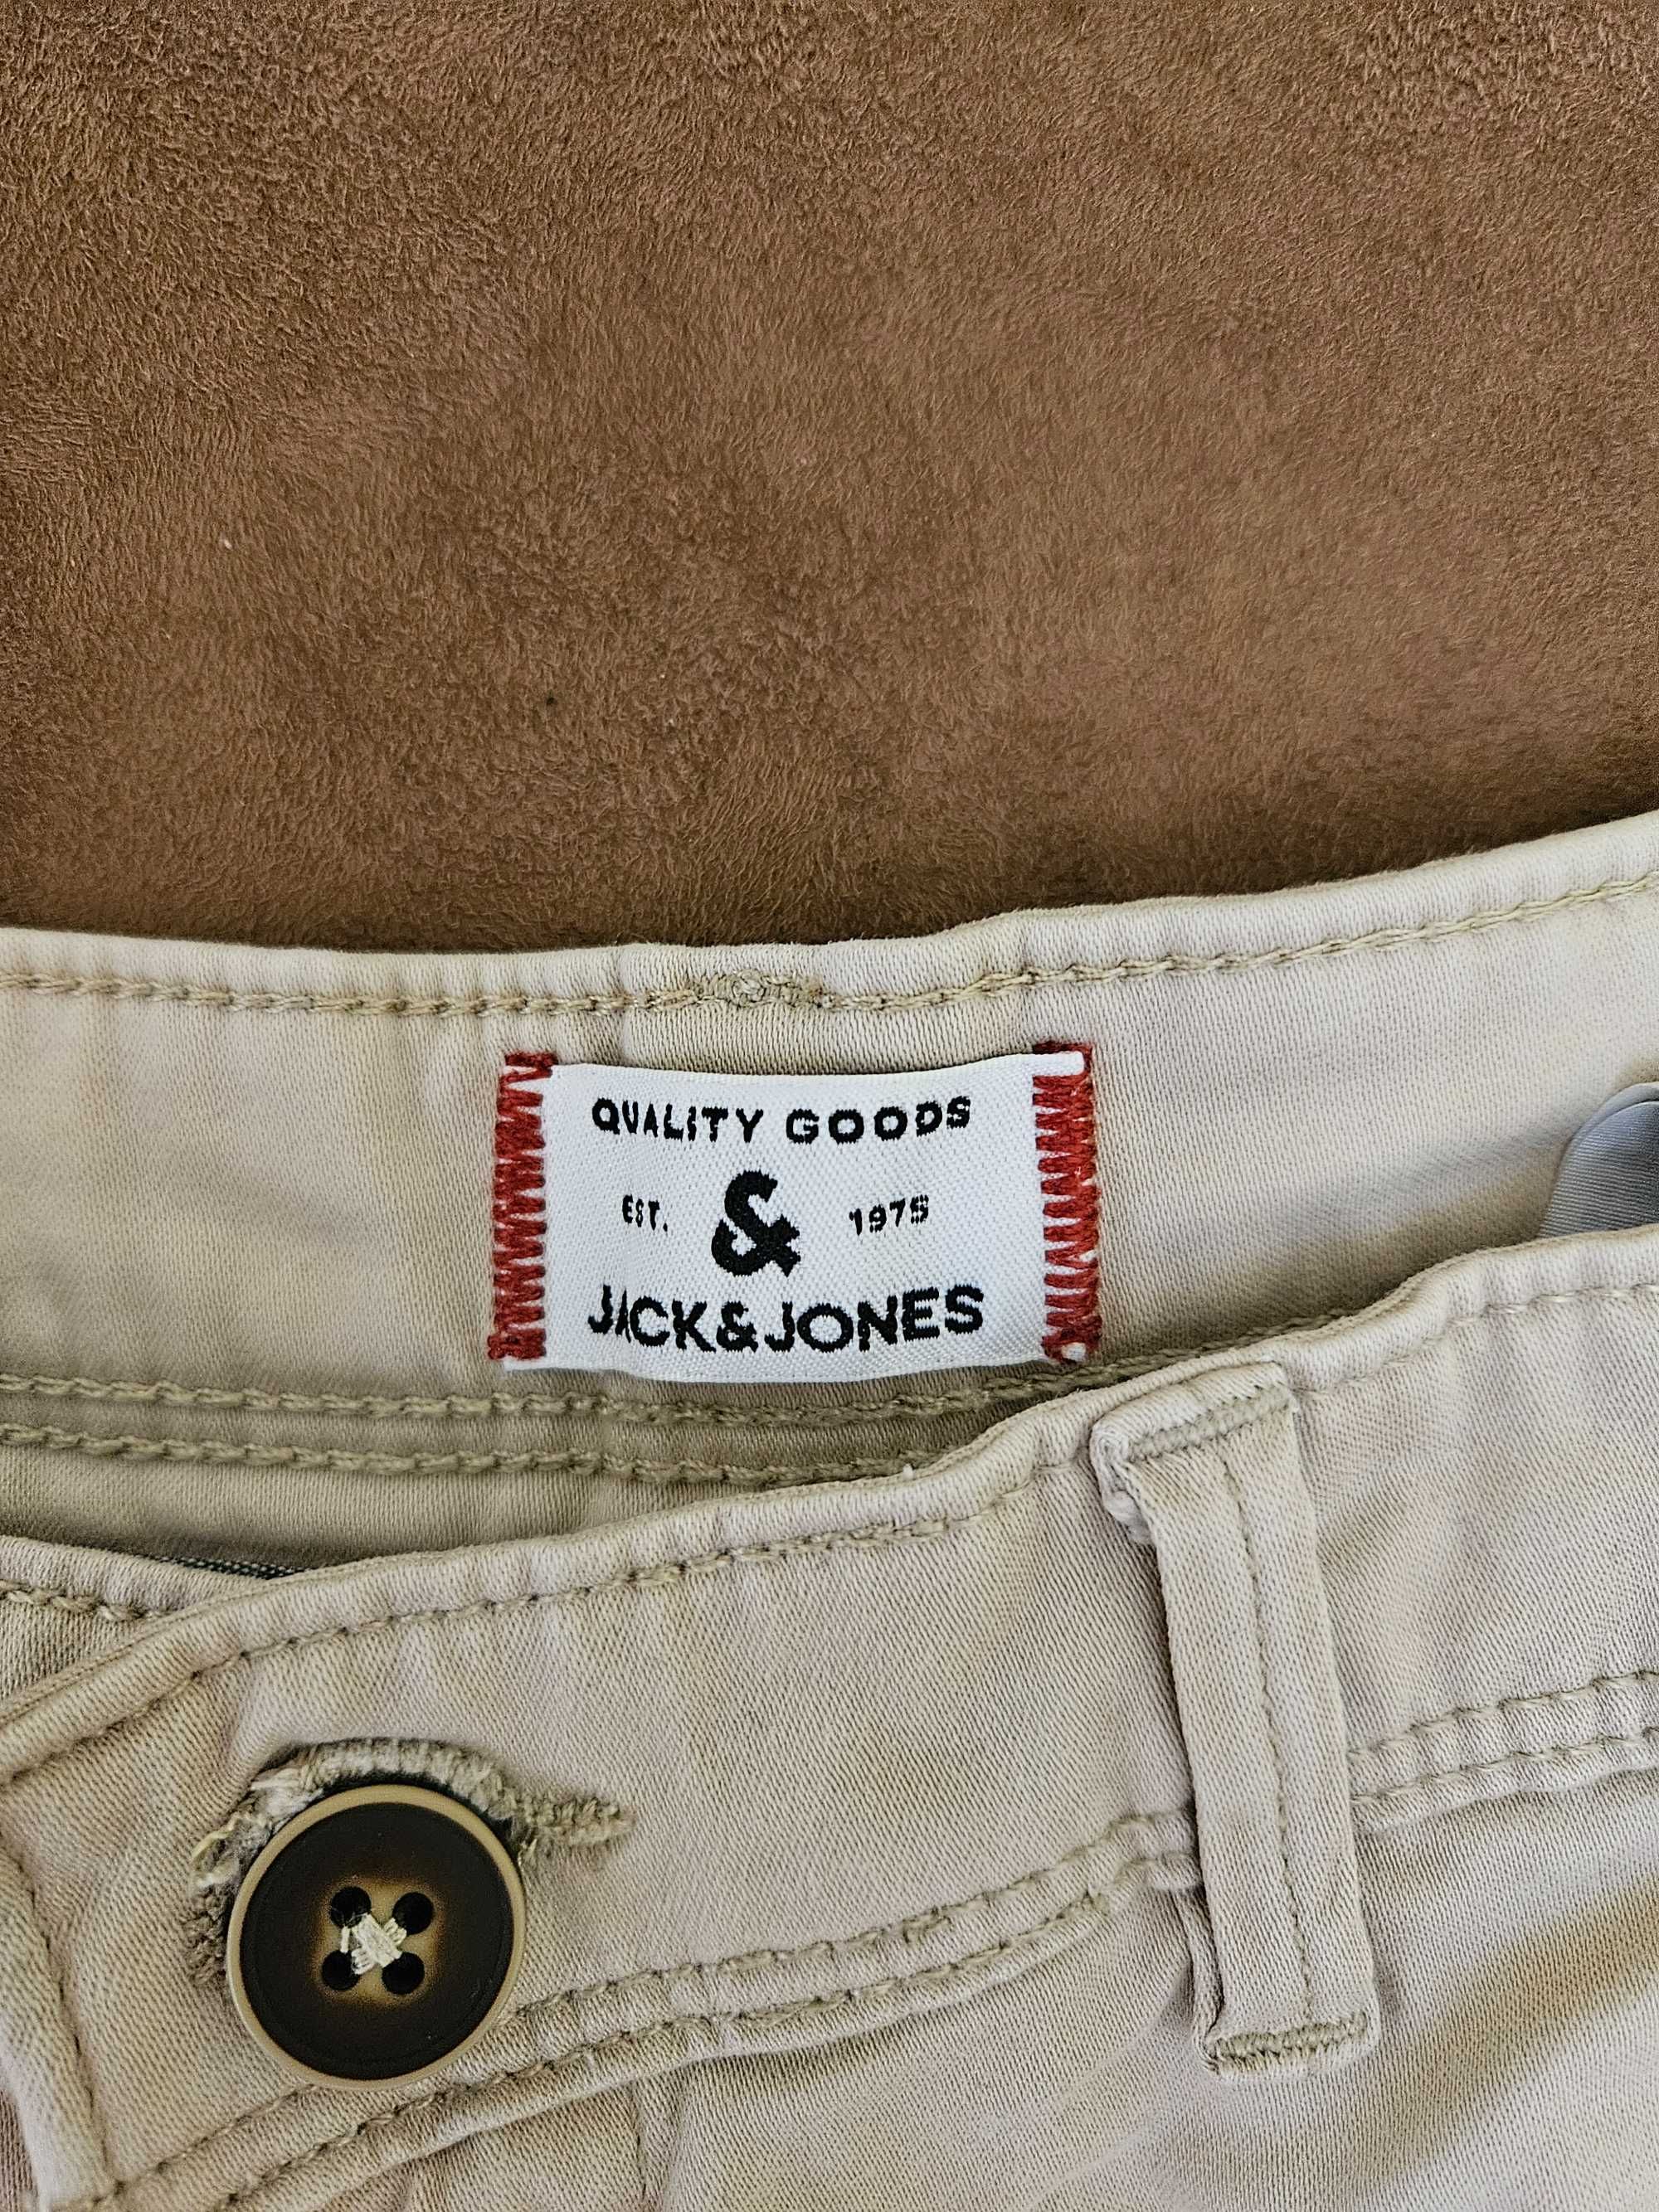 QUALITY GOODS
EST. & 1975
JACK&JONES